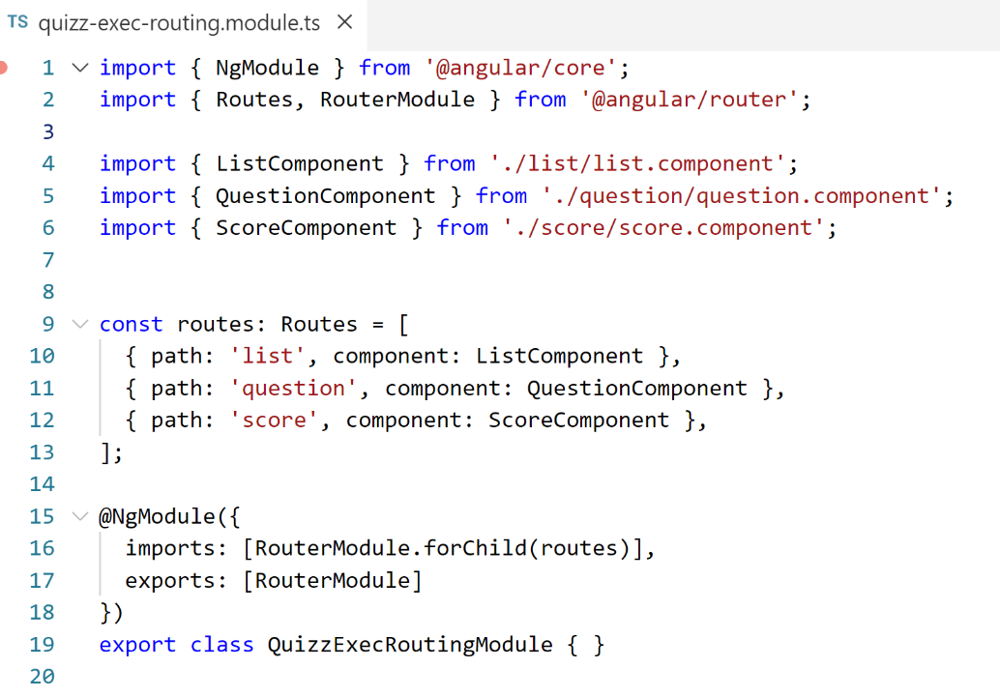 TS quizz-exec-routing.module.ts ×
1 import { NgModule } from '@angular/core';
2 import { Routes, RouterModule } from '@angular/router';
3
4 import { ListComponent } from './list/list.component';
5 import { QuestionComponent } from './question/question.component';
6 import { ScoreComponent } from './score/score.component';
7
8
9 const routes: Routes = [
10   { path: 'list', component: ListComponent },
11   { path: 'question', component: QuestionComponent },
12   { path: 'score', component: ScoreComponent },
13 ];
14
15 @NgModule({
16   imports: [RouterModule.forChild(routes)],
17   exports: [RouterModule]
18 })
19 export class QuizzExecRoutingModule { }
20